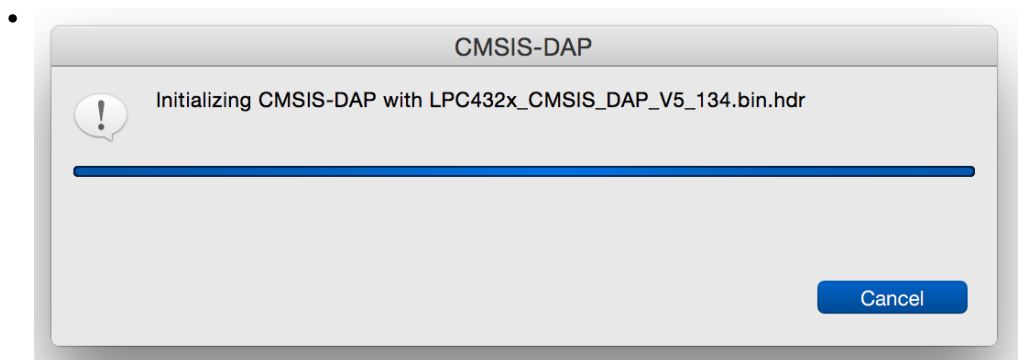 CMSIS-DAP
Initializing CMSIS-DAP with LPC432x_CMSIS_DAP_V5_134.bin.hdr
Cancel